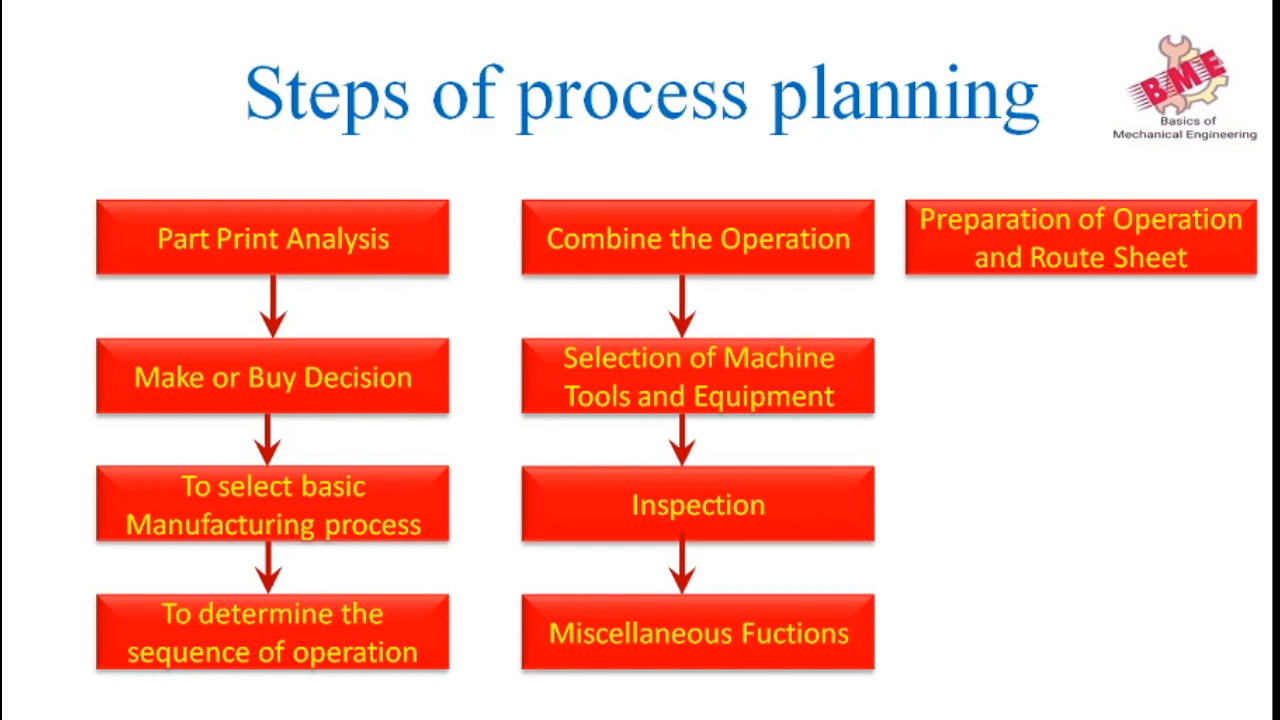 Steps of process planning
BME
Basics of
Mechanical Engineering
Part Print Analysis
Make or Buy Decision
To select basic
Manufacturing process
To determine the
sequence of operation
Combine the Operation
Selection of Machine
Tools and Equipment
Inspection
Miscellaneous Fuctions
Preparation of Operation
and Route Sheet